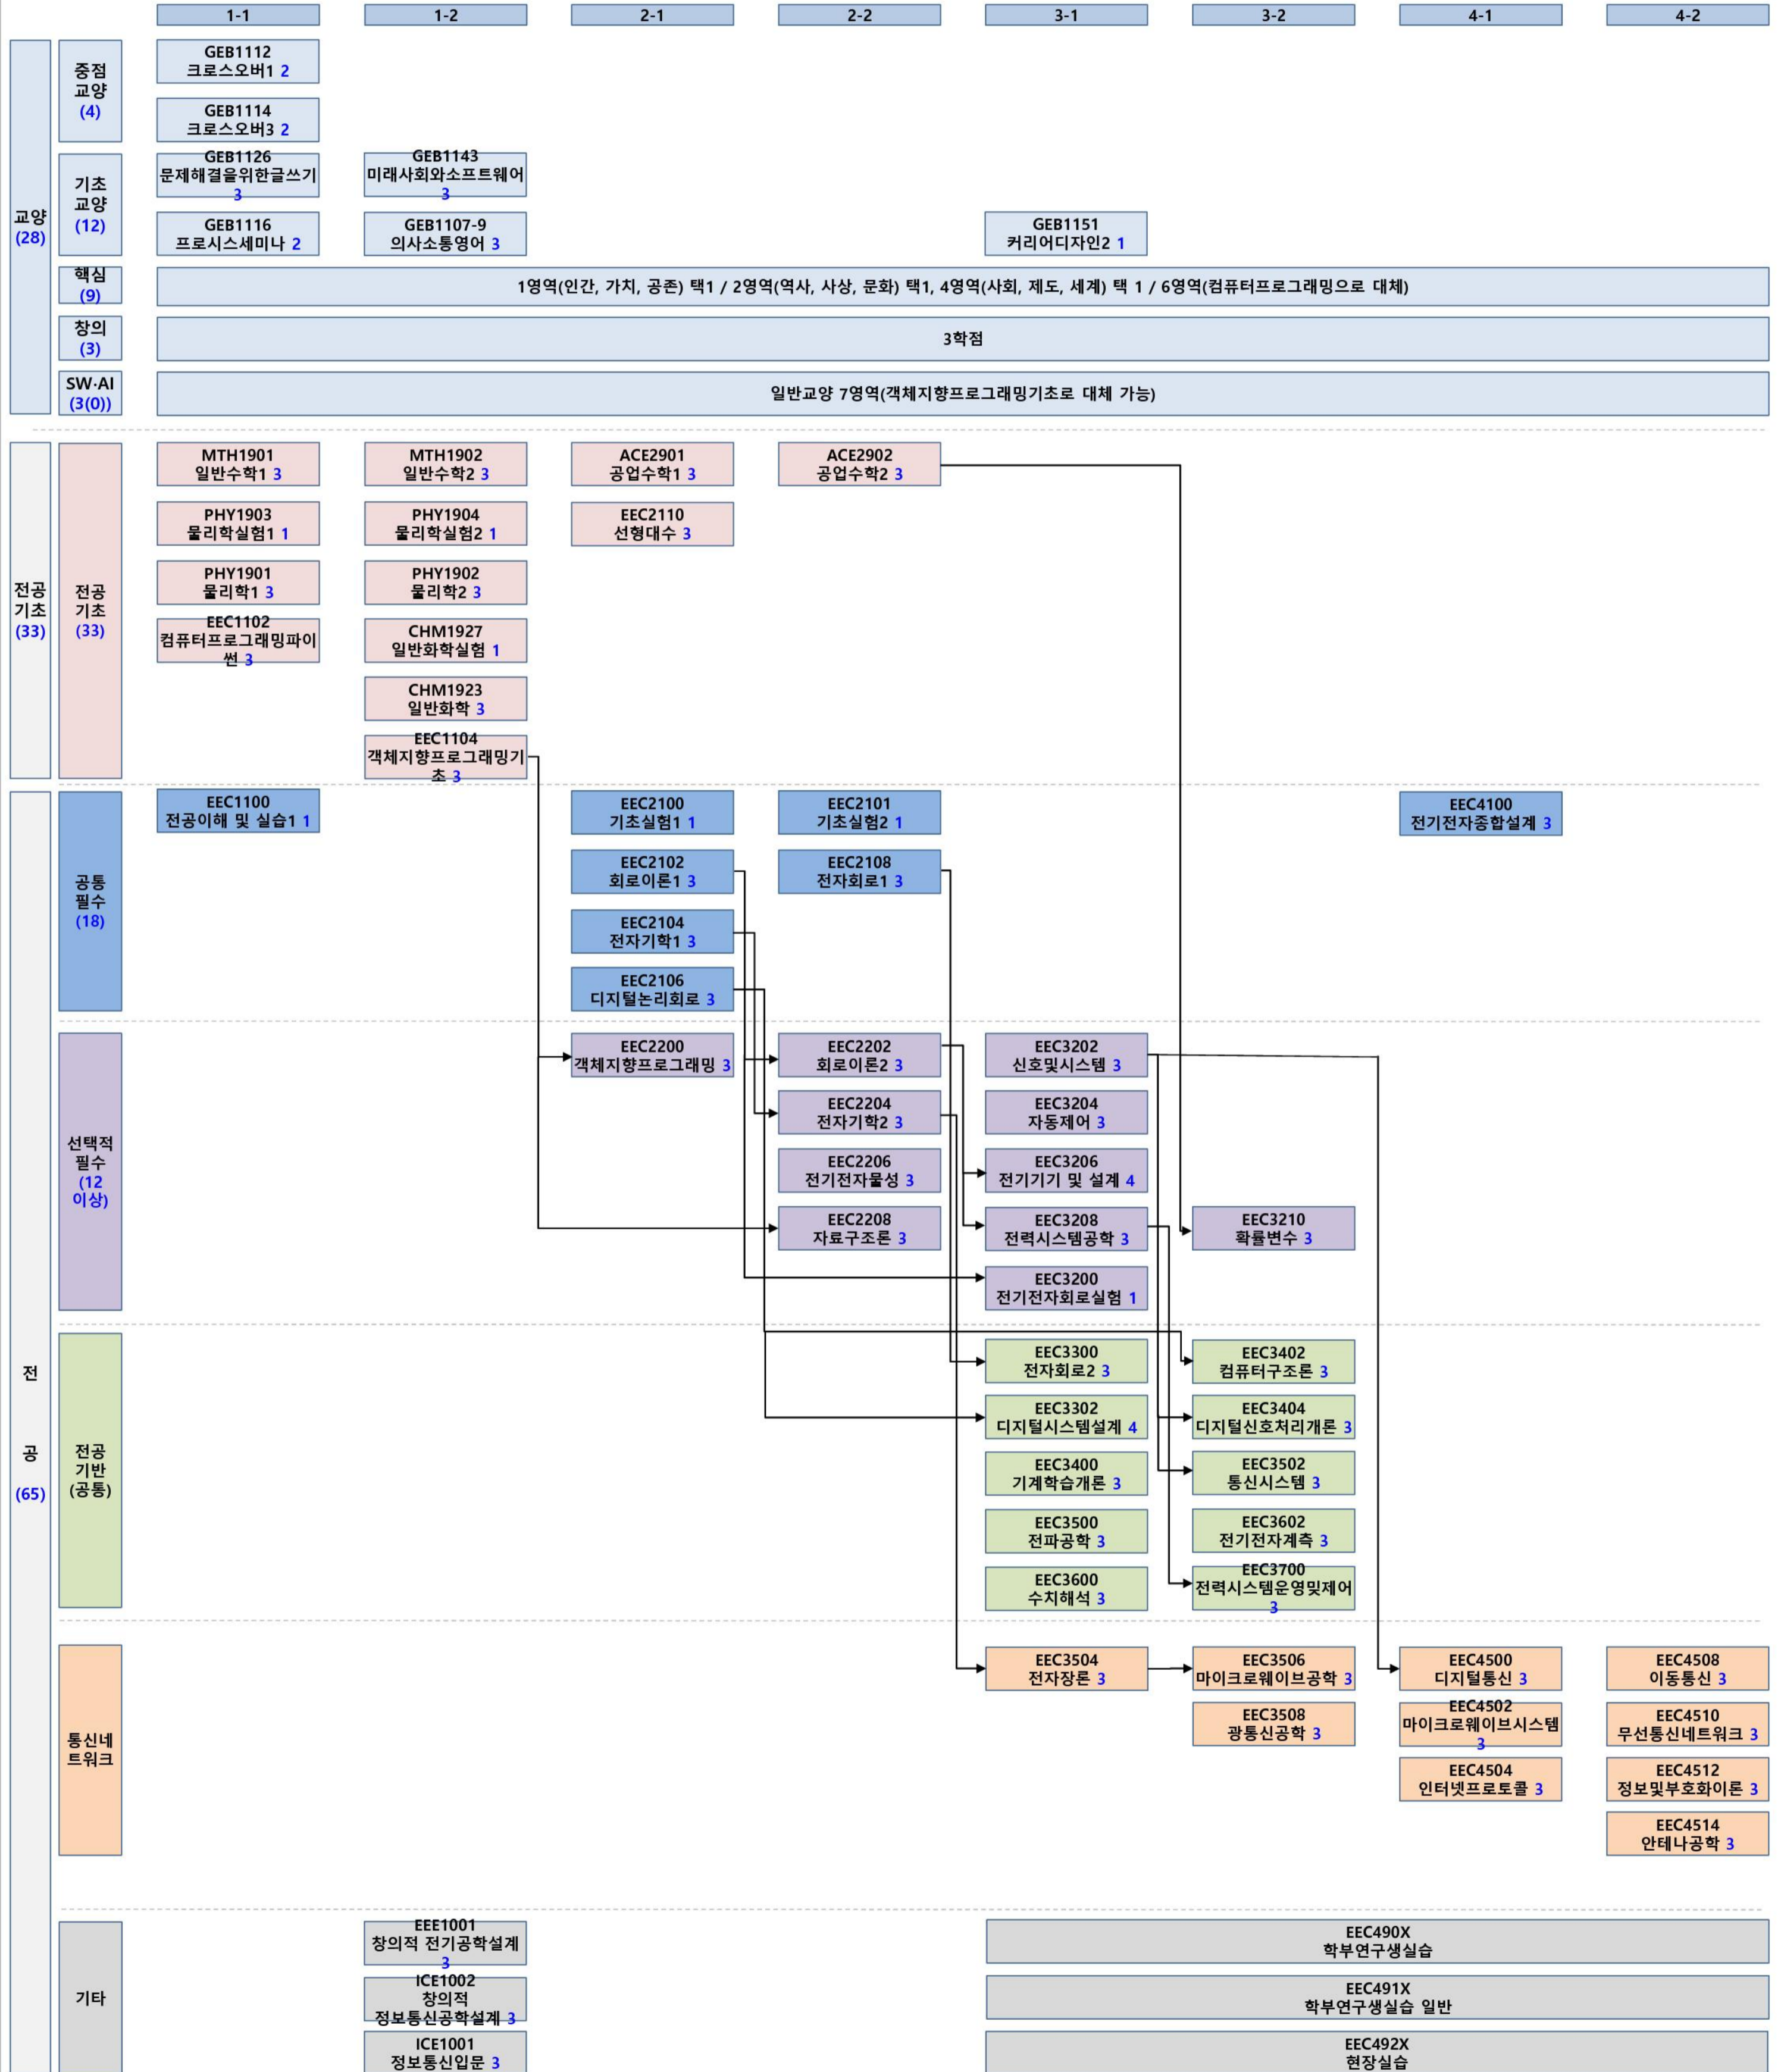 1-1
1-2
2-1
2-2
3-1
3-2
4-1
4-2
교양
(28)
중점
교양
(4)
GEB1112
크로스오버1 2
GEB1114
크로스오버3 2
기초
교양
(12)
GEB1126
문제해결을위한글쓰기
3
GEB1143
미래사회와소프트웨어
3
GEB1116
프로시스세미나 2
GEB1107-9
의사소통영어 3
GEB1151
커리어디자인2 1
핵심
(9)
1영역(인간, 가치, 공존) 택1 / 2영역(역사, 사상, 문화) 택1, 4영역(사회, 제도, 세계) 택 1 / 6영역(컴퓨터프로그래밍으로 대체)
창의
(3)
3학점
SW·AI
(3(0))
일반교양 7영역(객체지향프로그래밍기초로 대체 가능)
전공
기초
(33)
전공
기초
(33)
MTH1901
일반수학1 3
MTH1902
일반수학2 3
ACE2901
공업수학1 3
ACE2902
공업수학2 3
PHY1903
물리학실험1 1
PHY1904
물리학실험2 1
EEC2110
선형대수 3
PHY1901
물리학1 3
PHY1902
물리학2 3
EEC1102
컴퓨터프로그래밍파이
썬 3
CHM1927
일반화학실험 1
CHM1923
일반화학 3
EEC1104
객체지향프로그래밍기
초 3
전
공
(65)
공통
필수
(18)
EEC1100
전공이해 및 실습1 1
EEC2100
기초실험1 1
EEC2101
기초실험2 1
EEC4100
전기전자종합설계 3
EEC2102
회로이론1 3
EEC2108
전자회로1 3
EEC2104
전자기학1 3
EEC2106
디지털논리회로 3
선택적
필수
(12
이상)
EEC2200
객체지향프로그래밍 3
EEC2202
회로이론2 3
EEC3202
신호및시스템 3
EEC2204
전자기학2 3
EEC3204
자동제어 3
EEC2206
전기전자물성 3
EEC3206
전기기기 및 설계 4
EEC2208
자료구조론 3
EEC3208
전력시스템공학 3
EEC3210
확률변수 3
EEC3200
전기전자회로실험 1
전공
기반
(공통)
EEC3300
전자회로2 3
EEC3402
컴퓨터구조론 3
EEC3302
디지털시스템설계 4
EEC3404
디지털신호처리개론 3
EEC3400
기계학습개론 3
EEC3502
통신시스템 3
EEC3500
전파공학 3
EEC3602
전기전자계측 3
EEC3600
수치해석 3
EEC3700
전력시스템운영및제어
3
통신네
트워크
EEC3504
전자장론 3
EEC3506
마이크로웨이브공학 3
EEC4500
디지털통신 3
EEC4508
이동통신 3
EEC3508
광통신공학 3
EEC4502
마이크로웨이브시스템
3
EEC4510
무선통신네트워크 3
EEC4504
인터넷프로토콜 3
EEC4512
정보및부호화이론 3
EEC4514
안테나공학 3
기타
EEE1001
창의적 전기공학설계
3
EEC490X
학부연구생실습
ICE1002
창의적
정보통신공학설계 3
EEC491X
학부연구생실습 일반
ICE1001
정보통신입문 3
EEC492X
현장실습